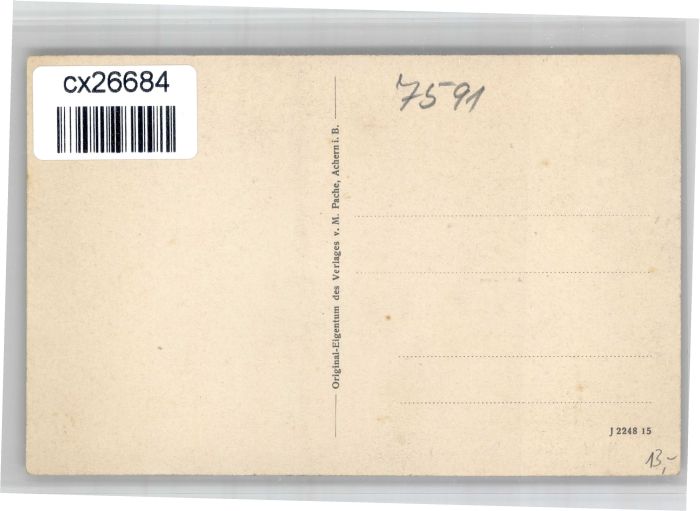 cx26684
7591
Original-Eigentum des Verlages v. M. Pache, Achern i. B.
J 2248 15
13,-